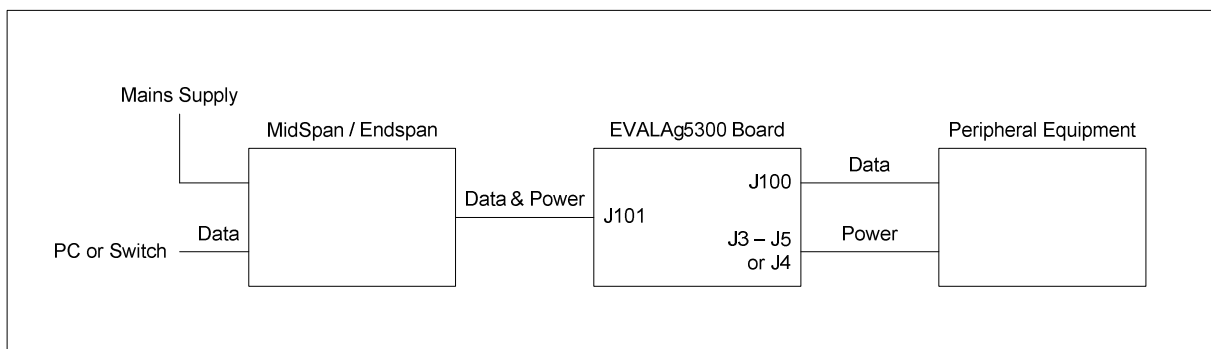 Mains Supply
MidSpan / Endspan
EVALAg5300 Board
Peripheral Equipment
J100
Data
Data & Power
J101
Data
PC or Switch
J3 – J5
or J4
Power